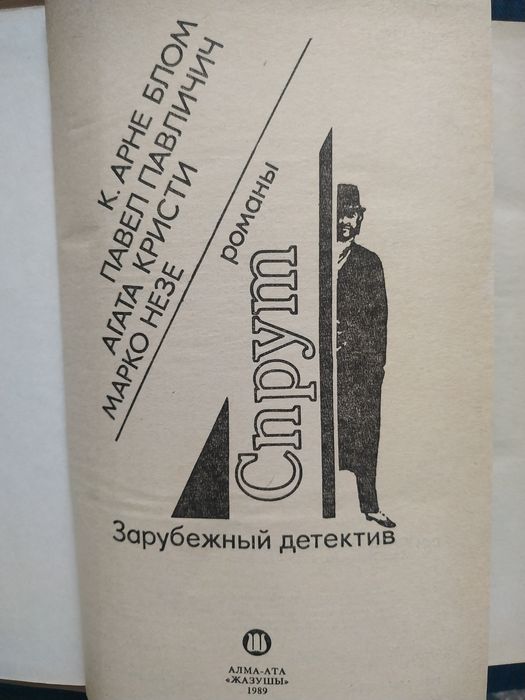 К. АРНЕ БЛОМ
ПАВЕЛ ПАВЛИЧИЧ
АГАТА КРИСТИ
МАРКО НЕЗЕ
романы
Спрут
Зарубежный детектив
АЛМА-АТА
«ЖАЗУШЫ»
1989